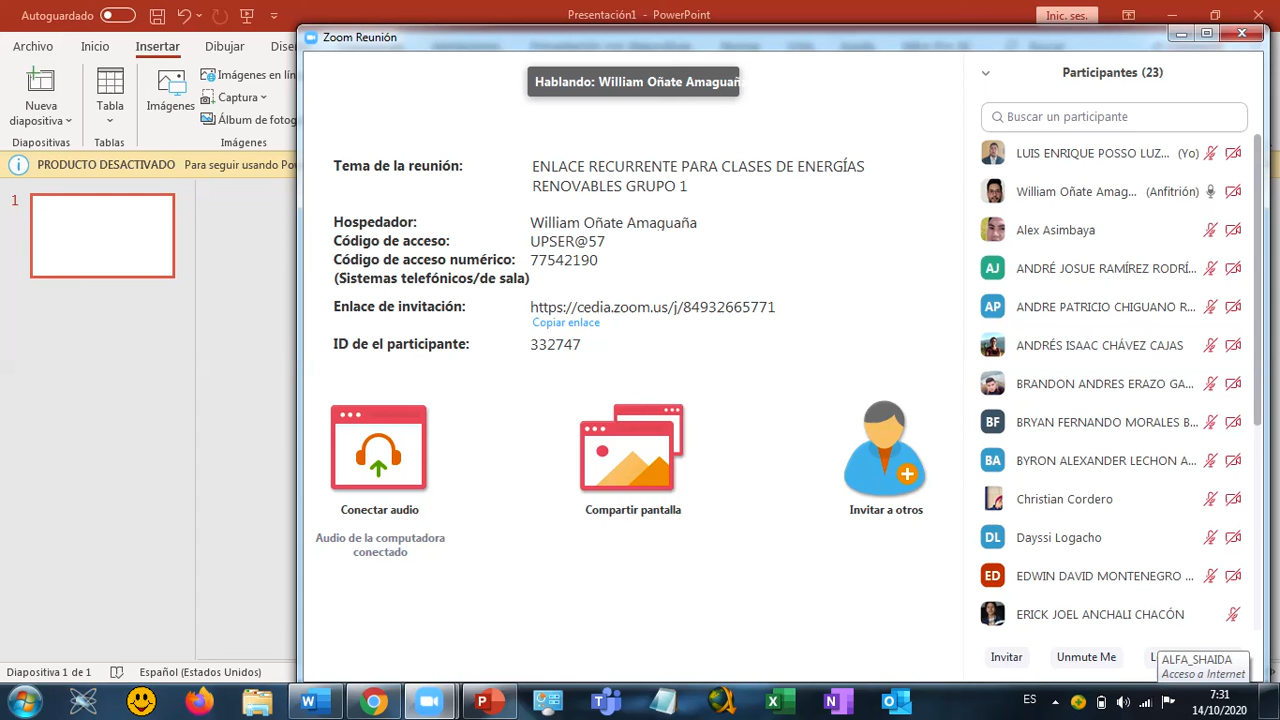 Autoguardado
Presentación1 - PowerPoint
Inic. ses.
Archivo
Inicio
Insertar
Dibujar
Nueva
diapositiva
Tabla
Imágenes
Captura
Álbum de
Diapositivas
Tablas
Imágenes
PRODUCTO DESACTIVADO Para seguir usando
1
Zoom Reunión
Hablando: William Oñate
Tema de la reunión: ENLACE RECURRENTE PARA CLASES DE ENERGÍAS
RENOVABLES GRUPO 1
Hospedador: William Oñate Amaguaña
Código de acceso: UPSER@57
Código de acceso numérico: 77542190
(Sistemas telefónicos/de sala)
Enlace de invitación: https://cedia.zoom.us/j/84932665771
Copiar enlace
ID de el participante: 332747
Conectar audio
Compartir pantalla
Invitar a otros
Audio de la computadora
conectado
Participantes (23)
Buscar un participante
LUIS ENRIQUE POSSO LUZ... (Yo)
William Oñate Amag... (Anfitrión)
Alex Asimbaya
AJ ANDRÉ JOSUE RAMÍREZ RODRÍ...
AP ANDRE PATRICIO CHIGUANO R...
ANDRÉS ISAAC CHÁVEZ CAJAS
BRANDON ANDRES ERAZO GA...
BF BRYAN FERNANDO MORALES B...
BA BYRON ALEXANDER LECHON A...
Christian Cordero
DL Dayssi Logacho
ED EDWIN DAVID MONTENEGRO ...
ERICK JOEL ANCHALI CHACÓN
Invitar
Unmute Me
ALFA_SHAIDA
Acceso a Internet
Diapositiva 1 de 1
Español (Estados Unidos)
ES
7:31
14/10/2020